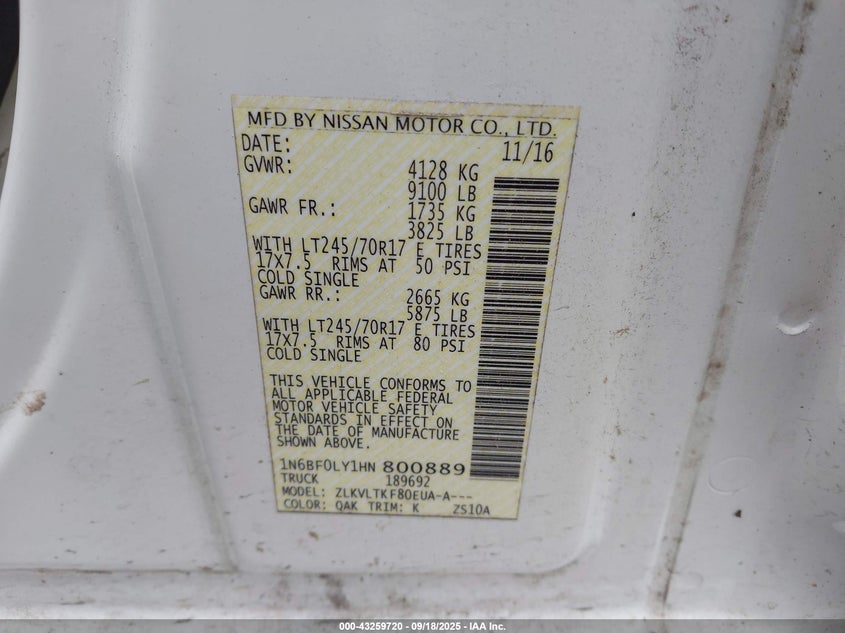 MFD BY NISSAN MOTOR CO., LTD.
DATE: 11/16
GVWR: 4128 KG
9100 LB
GAWR FR.: 1735 KG
3825 LB
WITH LT245/70R17 E TIRES
17X7.5 RIMS AT 50 PSI
COLD SINGLE
GAWR RR.: 2665 KG
5875 LB
WITH LT245/70R17 E TIRES
17X7.5 RIMS AT 80 PSI
COLD SINGLE
THIS VEHICLE CONFORMS TO
ALL APPLICABLE FEDERAL
MOTOR VEHICLE SAFETY
STANDARDS IN EFFECT ON
THE DATE OF MANUFACTURE
SHOWN ABOVE.
1N6BF0LY1HN 800889
TRUCK 189692
MODEL: ZLKVLTKF80EUA-A---
COLOR: QAK TRIM: K ZS10A
000-43259720 - 09/18/2025 - IAA Inc.